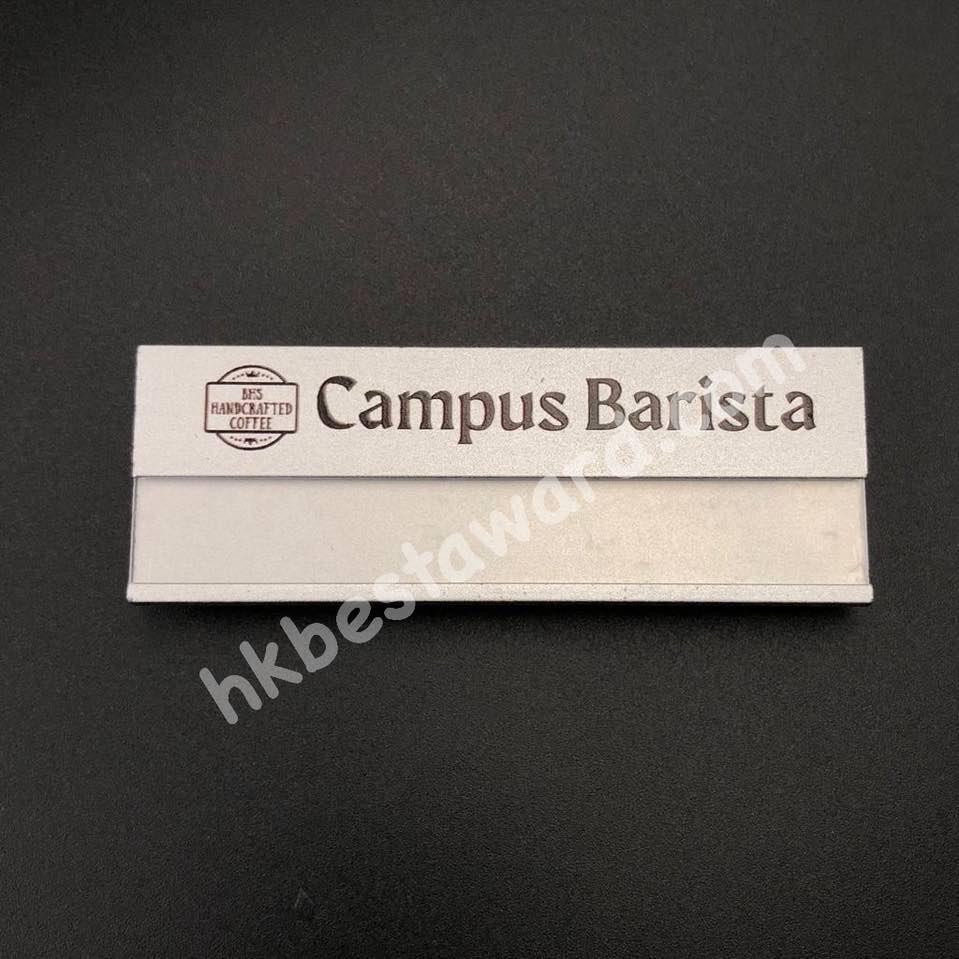 BHS
HANDCRAFTED
COFFEE
Campus Barista
hkbestaward.com